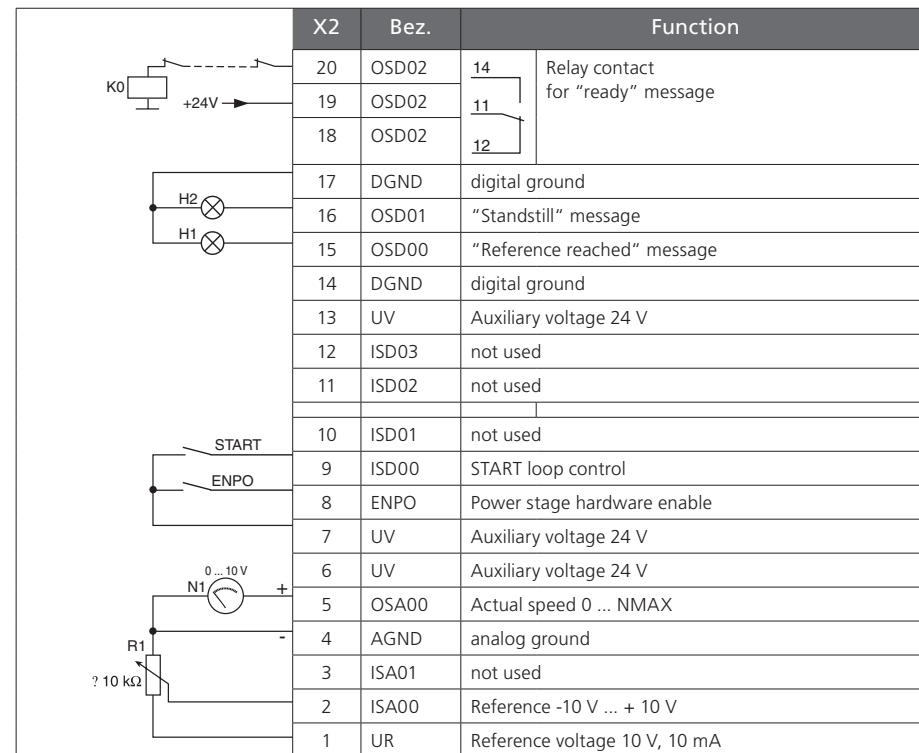 X2 Bez. Function
20 OSD02 14 Relay contact
K0 for “ready” message
+24V 19 OSD02 11
18 OSD02 12
17 DGND digital ground
H2 16 OSD01 “Standstill“ message
H1 15 OSD00 “Reference reached“ message
14 DGND digital ground
13 UV Auxiliary voltage 24 V
12 ISD03 not used
11 ISD02 not used
START 10 ISD01 not used
9 ISD00 START loop control
ENPO 8 ENPO Power stage hardware enable
7 UV Auxiliary voltage 24 V
0 ... 10 V 6 UV Auxiliary voltage 24 V
N1 + 5 OSA00 Actual speed 0 ... NMAX
- 4 AGND analog ground
R1 3 ISA01 not used
? 10 kΩ 2 ISA00 Reference -10 V ... + 10 V
1 UR Reference voltage 10 V, 10 mA